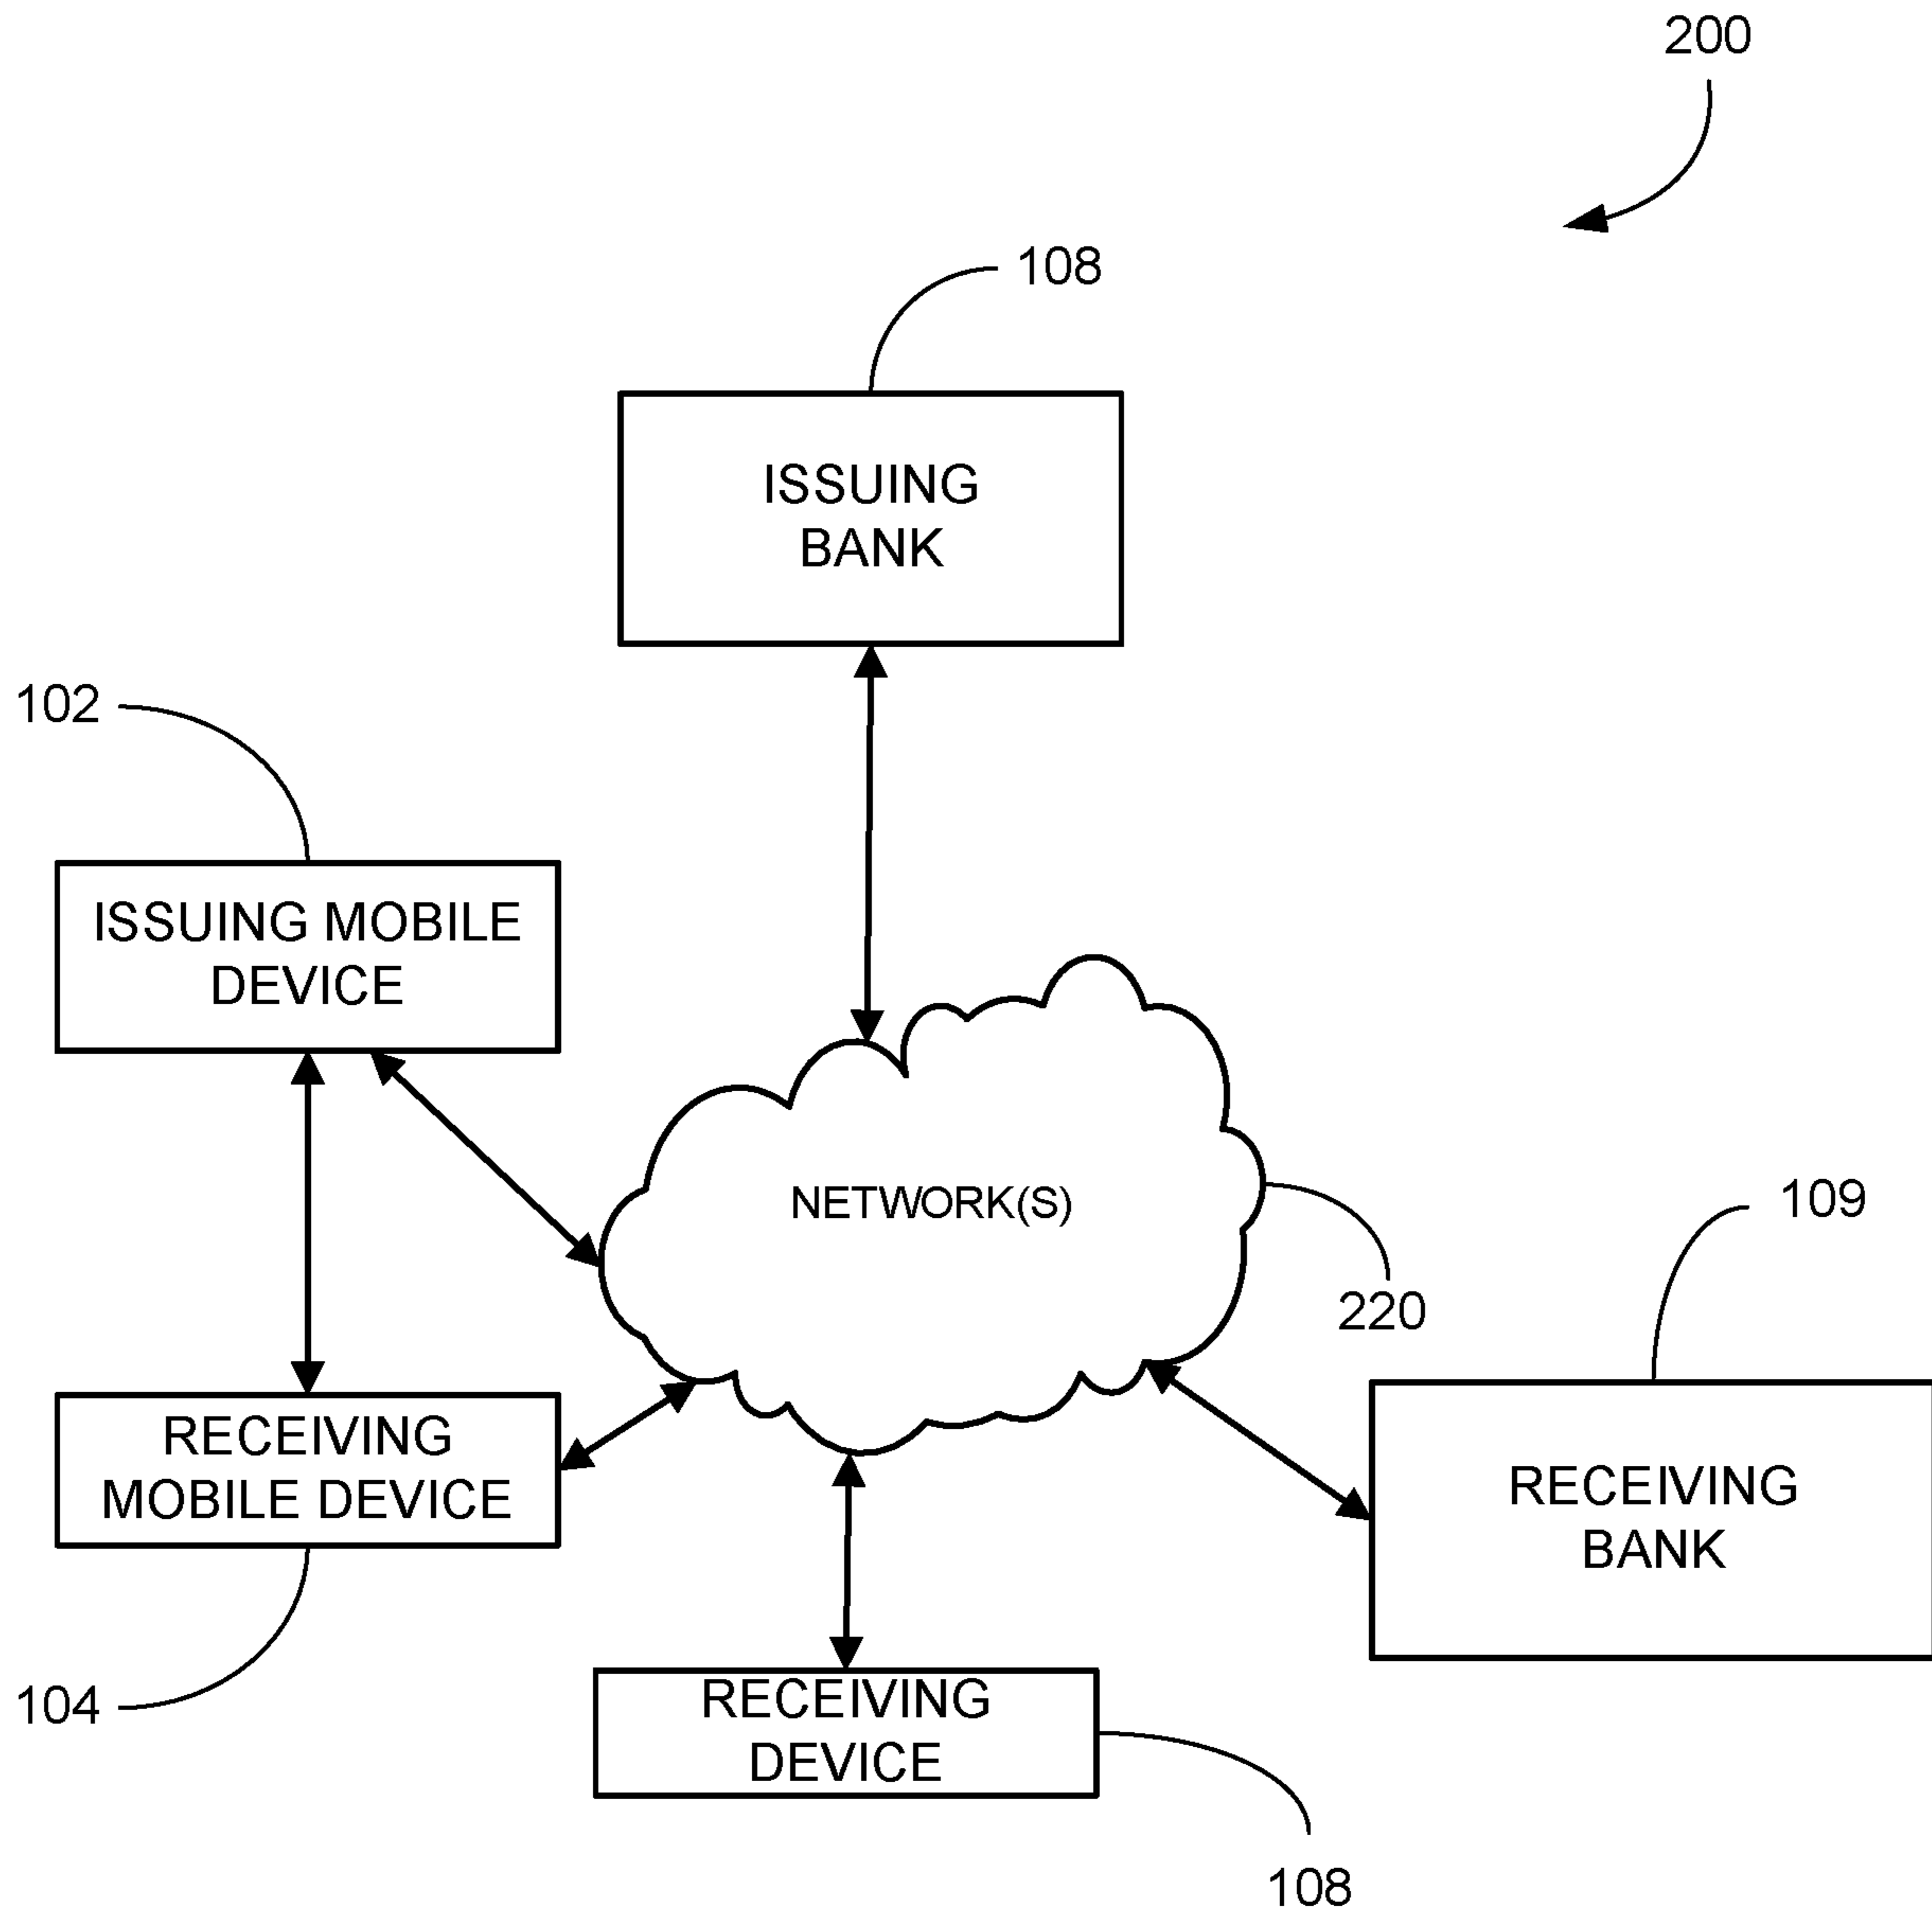 200
108
ISSUING
BANK
102
ISSUING MOBILE
DEVICE
NETWORK(S)
109
220
RECEIVING
MOBILE DEVICE
RECEIVING
BANK
104
RECEIVING
DEVICE
108